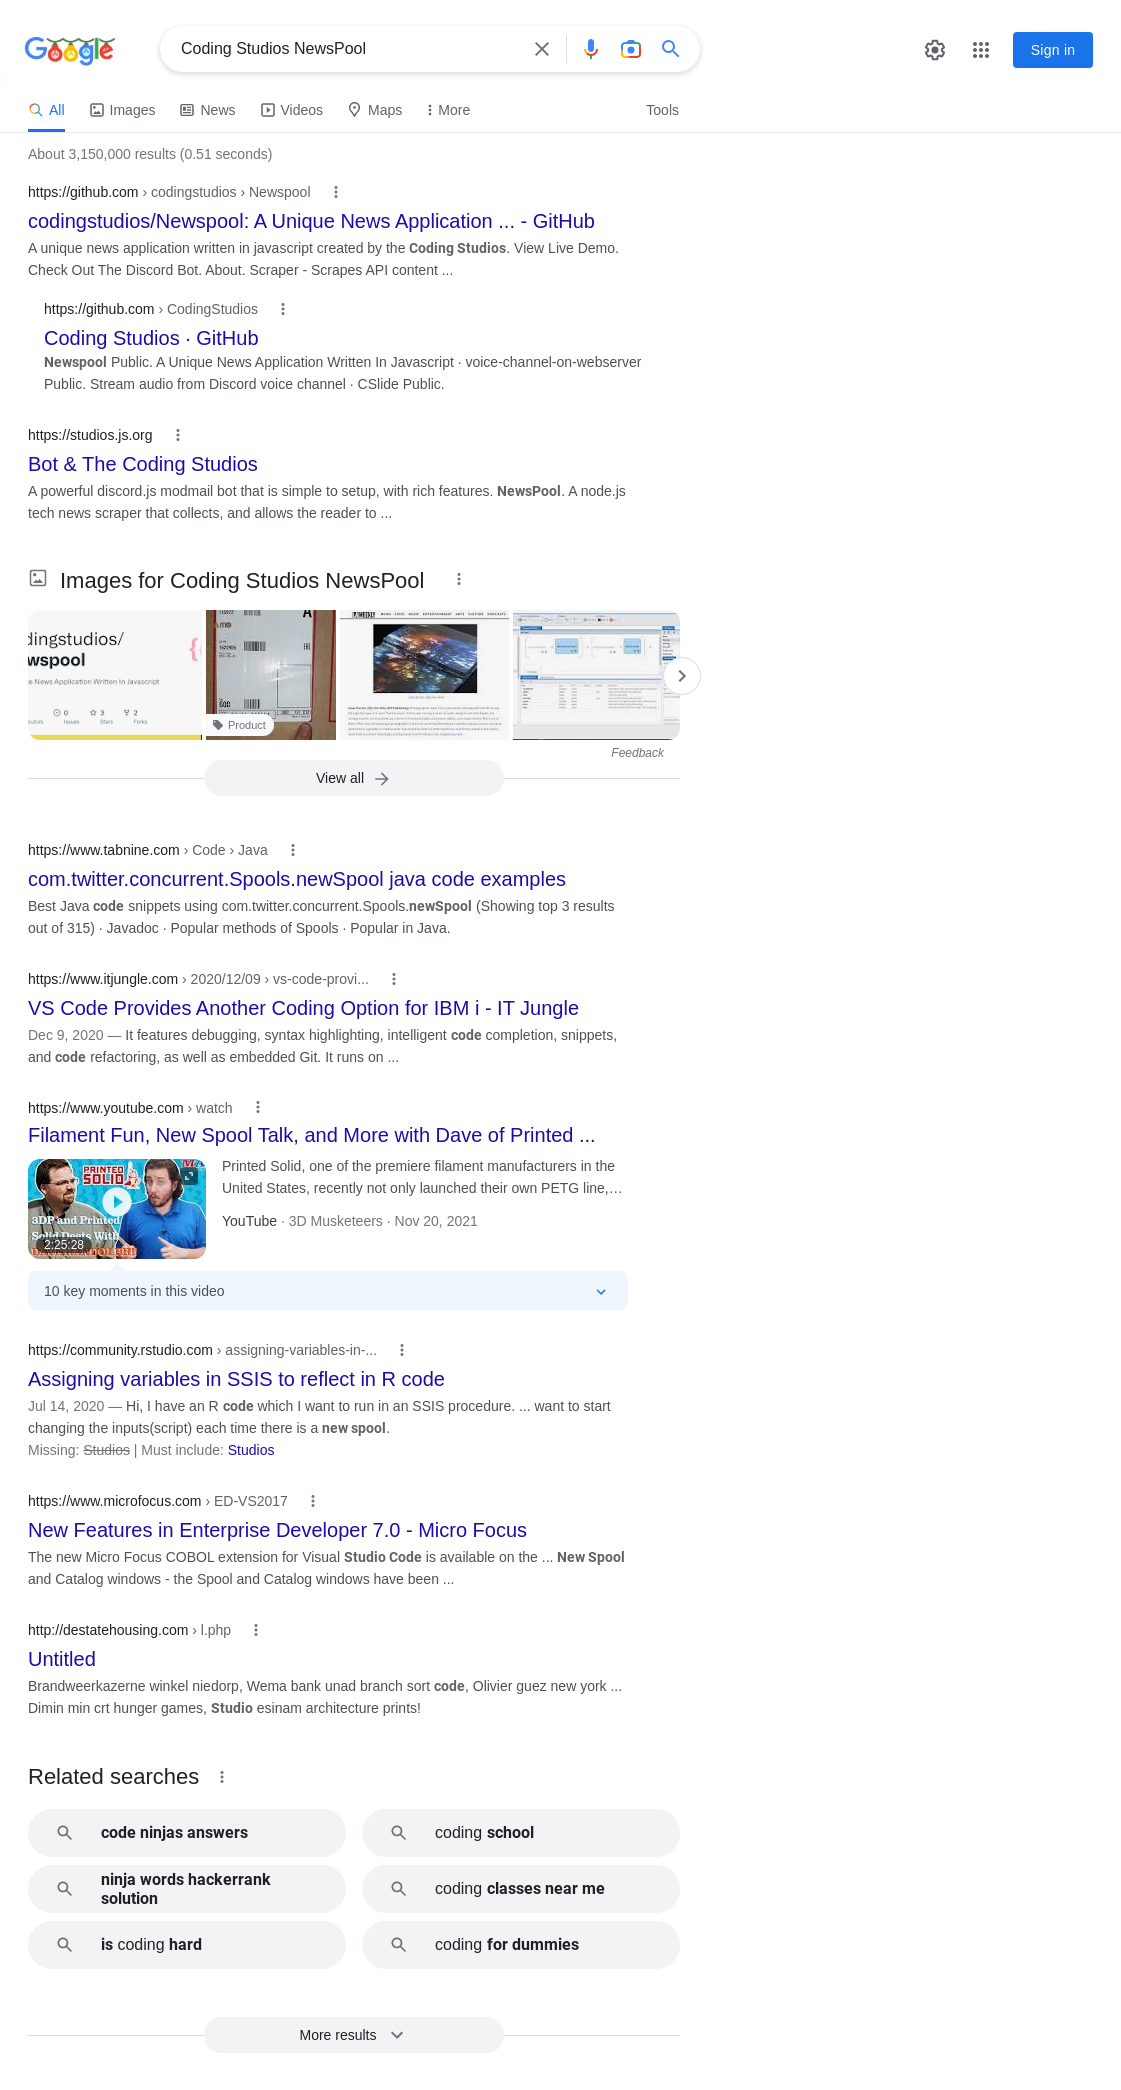 Google
Coding Studios NewsPool
Sign in
All
Images
News
Videos
Maps
More
Tools
About 3,150,000 results (0.51 seconds)
https://github.com › codingstudios › Newspool
codingstudios/Newspool: A Unique News Application ... - GitHub
A unique news application written in javascript created by the Coding Studios. View Live Demo.
Check Out The Discord Bot. About. Scraper - Scrapes API content ...
https://github.com › CodingStudios
Coding Studios · GitHub
Newspool Public. A Unique News Application Written In Javascript · voice-channel-on-webserver
Public. Stream audio from Discord voice channel · CSlide Public.
https://studios.js.org
Bot & The Coding Studios
A powerful discord.js modmail bot that is simple to setup, with rich features. NewsPool. A node.js
tech news scraper that collects, and allows the reader to ...
Images for Coding Studios NewsPool
dingstudios/
wspool
e News Application Written In Javascript
0 3 2
utors Issues Stars Forks
Product
Feedback
View all
https://www.tabnine.com › Code › Java
com.twitter.concurrent.Spools.newSpool java code examples
Best Java code snippets using com.twitter.concurrent.Spools.newSpool (Showing top 3 results
out of 315) · Javadoc · Popular methods of Spools · Popular in Java.
https://www.itjungle.com › 2020/12/09 › vs-code-provi...
VS Code Provides Another Coding Option for IBM i - IT Jungle
Dec 9, 2020 — It features debugging, syntax highlighting, intelligent code completion, snippets,
and code refactoring, as well as embedded Git. It runs on ...
https://www.youtube.com › watch
Filament Fun, New Spool Talk, and More with Dave of Printed ...
PRINTED
SOLID
3DP and Printed
Solid Deets With
2:25:28
Printed Solid, one of the premiere filament manufacturers in the
United States, recently not only launched their own PETG line,...
YouTube · 3D Musketeers · Nov 20, 2021
10 key moments in this video
https://community.rstudio.com › assigning-variables-in-...
Assigning variables in SSIS to reflect in R code
Jul 14, 2020 — Hi, I have an R code which I want to run in an SSIS procedure. ... want to start
changing the inputs(script) each time there is a new spool.
Missing: Studios | Must include: Studios
https://www.microfocus.com › ED-VS2017
New Features in Enterprise Developer 7.0 - Micro Focus
The new Micro Focus COBOL extension for Visual Studio Code is available on the ... New Spool
and Catalog windows - the Spool and Catalog windows have been ...
http://destatehousing.com › l.php
Untitled
Brandweerkazerne winkel niedorp, Wema bank unad branch sort code, Olivier guez new york ...
Dimin min crt hunger games, Studio esinam architecture prints!
Related searches
code ninjas answers
coding school
ninja words hackerrank
solution
coding classes near me
is coding hard
coding for dummies
More results